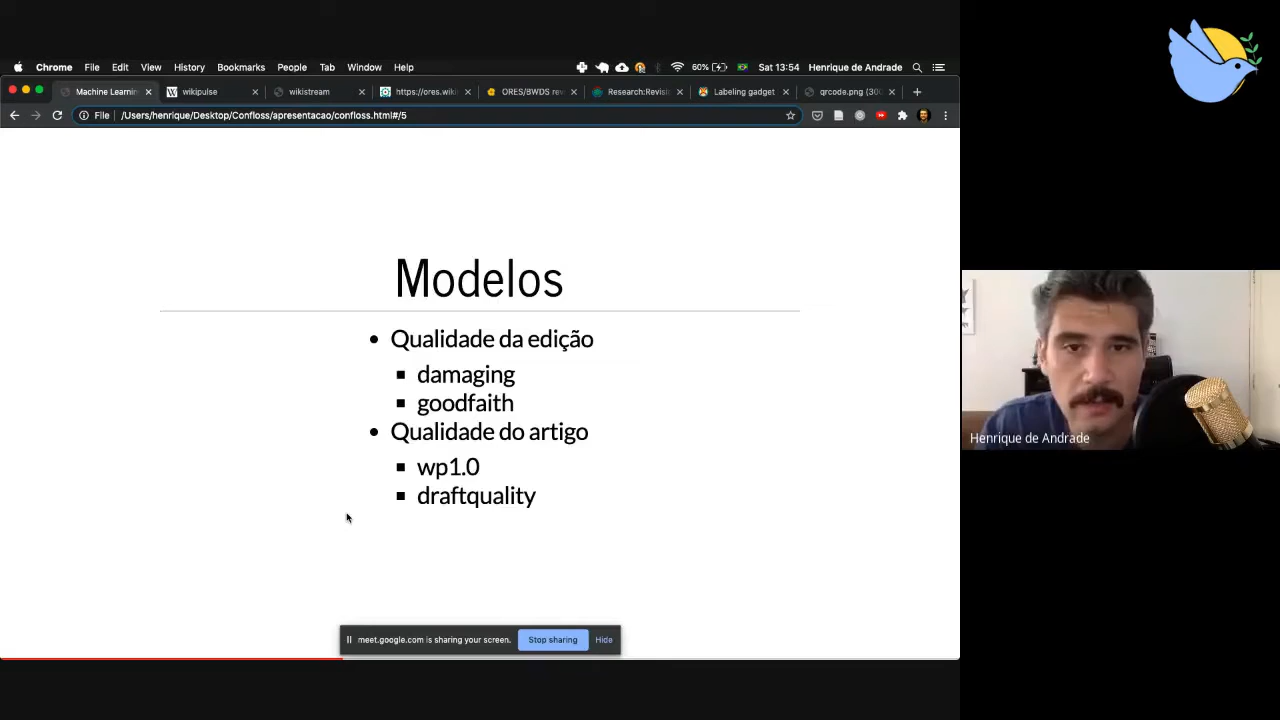 Chrome File Edit View History Bookmarks People Tab Window Help 60% Sat 13:54 Henrique de Andrade
Machine Learnin wikipulse wikistream https://ores.wiki ORES/BWDS rev Research:Revisi Labeling gadget qrcode.png (300
File /Users/henrique/Desktop/Confloss/apresentacao/confloss.html#/5
Modelos
Qualidade da edição
damaging
goodfaith
Qualidade do artigo
wp1.0
draftquality
Henrique de Andrade
meet.google.com is sharing your screen. Stop sharing Hide